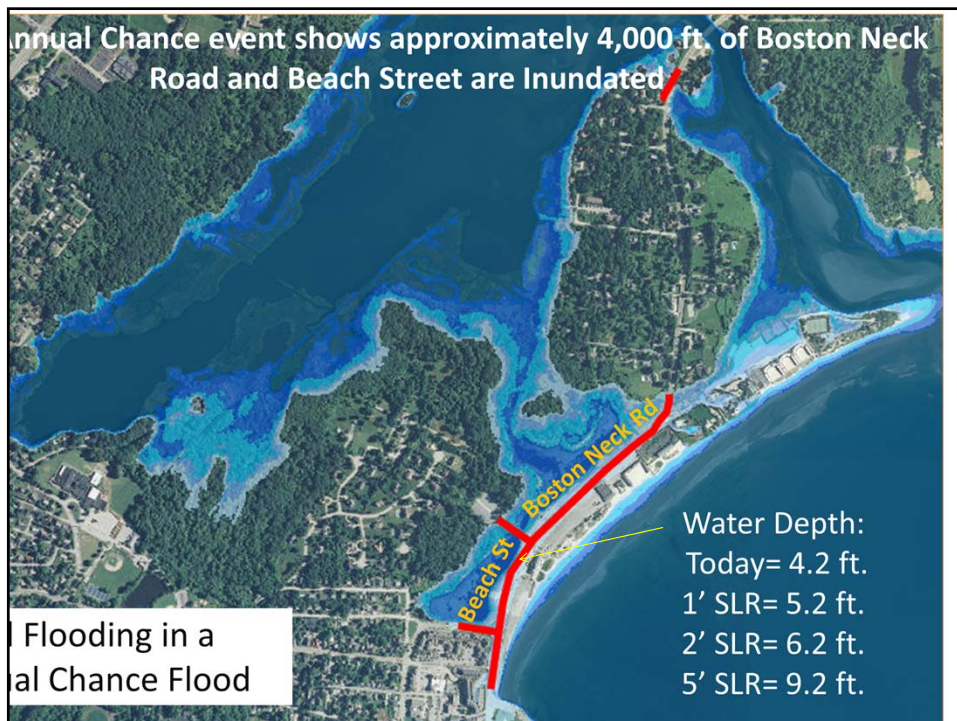 Annual Chance event shows approximately 4,000 ft. of Boston Neck
Road and Beach Street are Inundated
Boston Neck Rd
Beach St
Water Depth:
Today= 4.2 ft.
1’ SLR= 5.2 ft.
2’ SLR= 6.2 ft.
5’ SLR= 9.2 ft.
Flooding in a
Chance Flood